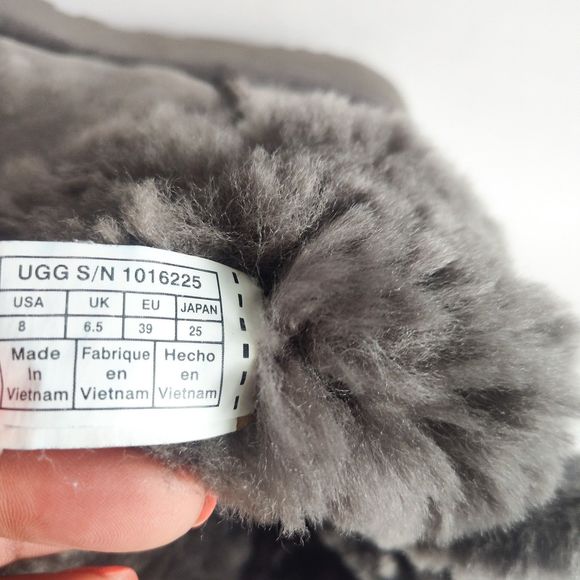 UGG S/N 1016225
USA UK EU JAPAN
8 6.5 39 25
Made Fabrique Hecho
In en en
Vietnam Vietnam Vietnam